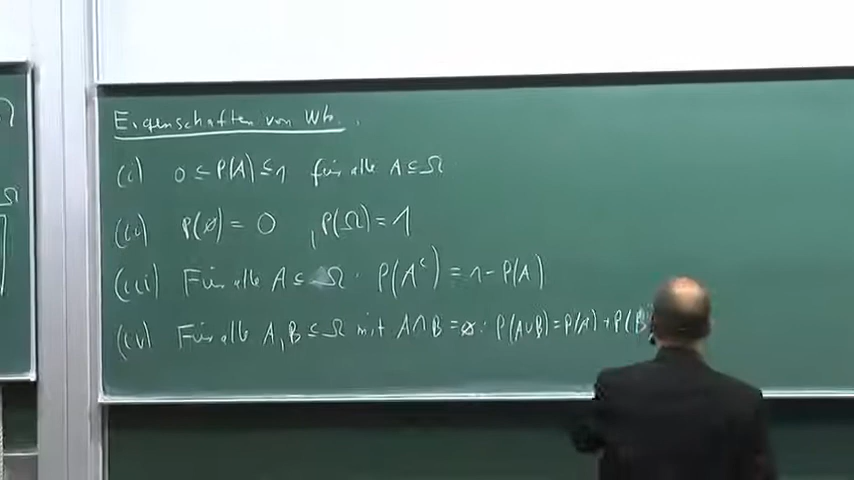 Ω
Ω
Eigenschaften von Wk.
(i) 0 ≤ P(A) ≤ 1 für alle A ⊆ Ω
(ii) P(∅) = 0 , P(Ω) = 1
(iii) Für alle A ⊆ Ω : P(A^c) = 1 - P(A)
(iv) Für alle A, B ⊆ Ω mit A ∩ B = ∅ : P(A∪B) = P(A) + P(B)